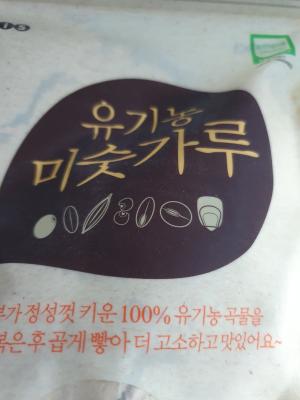 유기농
미숫가루
가 정성껏 키운 100% 유기농 곡물을
볶은 후 곱게 빻아 더 고소하고 맛있어요~